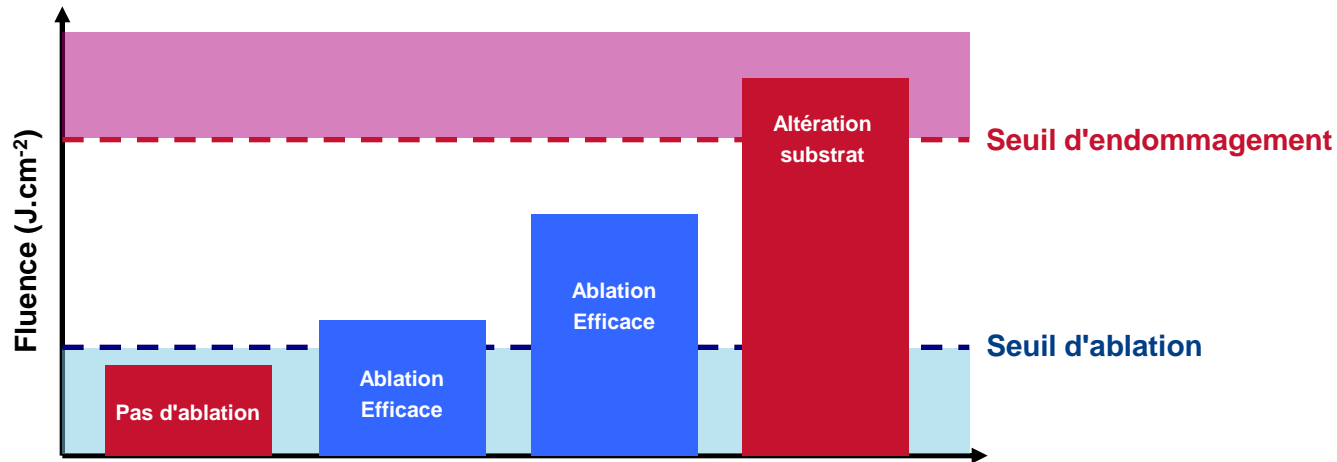 Fluence (J.cm-2)
Altération
substrat
Seuil d'endommagement
Ablation
Efficace
Seuil d'ablation
Ablation
Efficace
Pas d'ablation